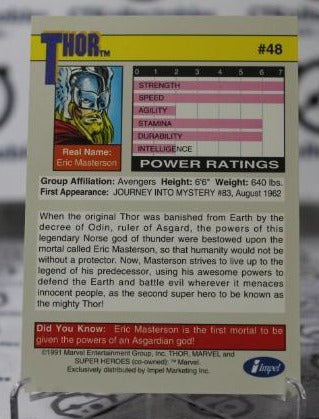 THOR™
#48
0 1 2 3 4 5 6 7
STRENGTH
SPEED
AGILITY
STAMINA
DURABILITY
INTELLIGENCE
POWER RATINGS
Real Name:
Eric Masterson
Group Affiliation: Avengers Height: 6'6" Weight: 640 lbs.
First Appearance: JOURNEY INTO MYSTERY #83, August 1962
When the original Thor was banished from Earth by the
decree of Odin, ruler of Asgard, the powers of this
legendary Norse god of thunder were bestowed upon the
mortal called Eric Masterson, so that humanity would not be
without a protector. Now, Masterson strives to live up to the
legend of his predecessor, using his awesome powers to
defend the Earth and battle evil wherever it menaces
innocent people, as the second super hero to be known as
the mighty Thor!
Did You Know: Eric Masterson is the first mortal to be
given the powers of an Asgardian god!
©1991 Marvel Entertainment Group, Inc. THOR, MARVEL and
SUPER HEROES (co-owned): ™ Marvel.
Exclusively distributed by Impel Marketing Inc.
Impel